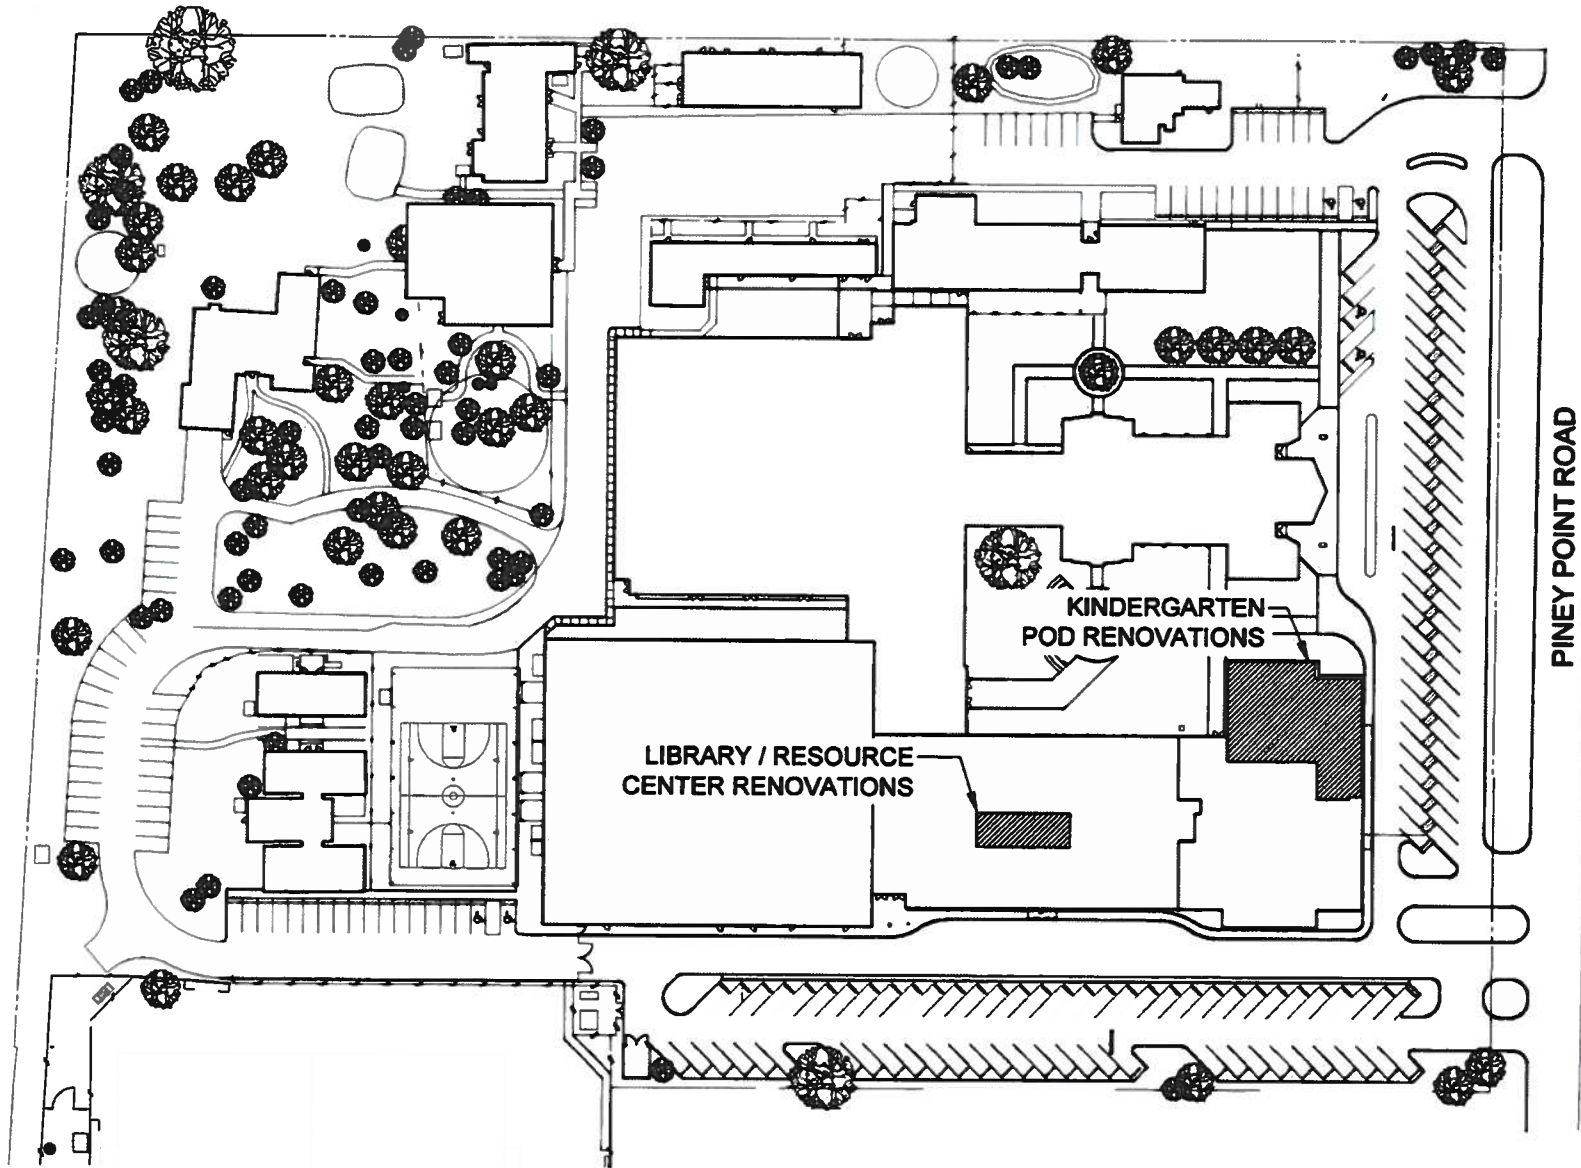 KINDERGARTEN
POD RENOVATIONS
LIBRARY / RESOURCE
CENTER RENOVATIONS
PINEY POINT ROAD